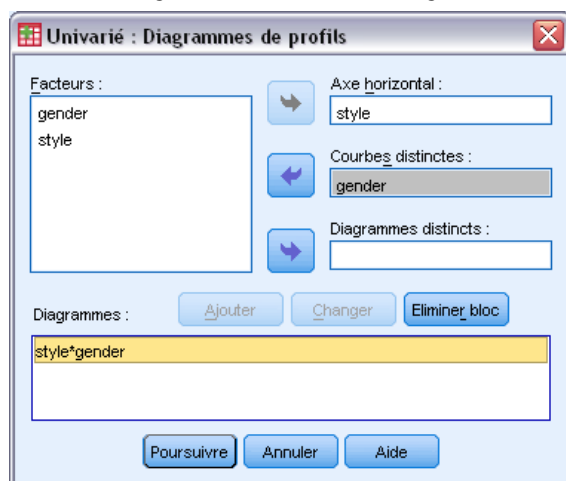 Univarié : Diagrammes de profils
Facteurs :
gender
style
Axe horizontal :
style
Courbes distinctes :
gender
Diagrammes distincts :
Diagrammes :
Ajouter
Changer
Eliminer bloc
style*gender
Poursuivre
Annuler
Aide